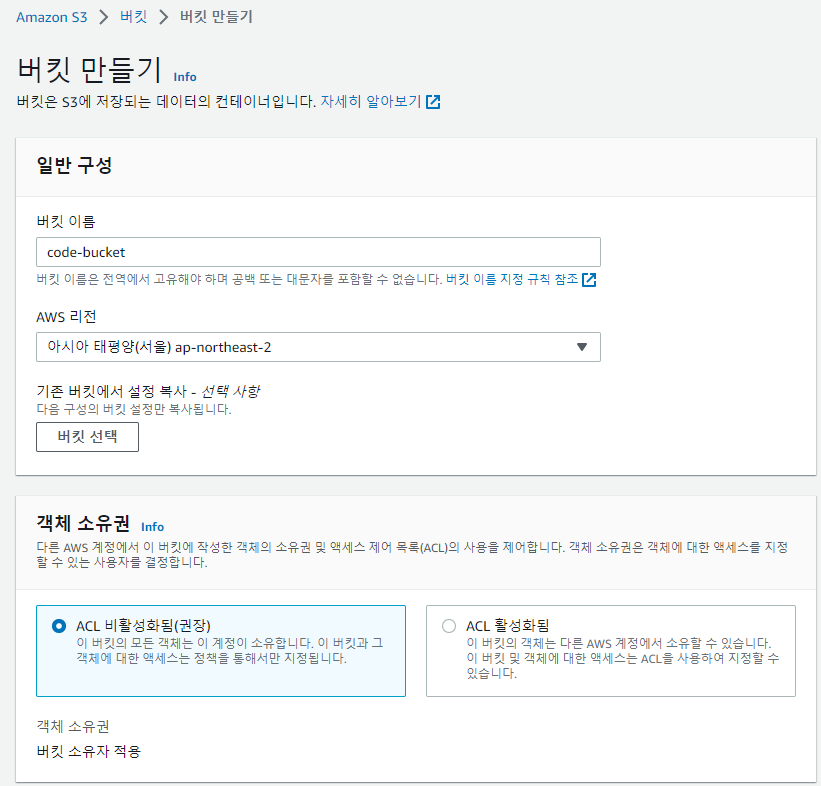 Amazon S3 > 버킷 > 버킷 만들기
버킷 만들기 Info
버킷은 S3에 저장되는 데이터의 컨테이너입니다. 자세히 알아보기
일반 구성
버킷 이름
code-bucket
버킷 이름은 전역에서 고유해야 하며 공백 또는 대문자를 포함할 수 없습니다. 버킷 이름 지정 규칙 참조
AWS 리전
아시아 태평양(서울) ap-northeast-2
기존 버킷에서 설정 복사 - 선택 사항
다음 구성의 버킷 설정만 복사됩니다.
버킷 선택
객체 소유권 Info
다른 AWS 계정에서 이 버킷에 작성한 객체의 소유권 및 액세스 제어 목록(ACL)의 사용을 제어합니다. 객체 소유권은 객체에 대한 액세스를 지정
할 수 있는 사용자를 결정합니다.
ACL 비활성화됨(권장)
이 버킷의 모든 객체는 이 계정이 소유합니다. 이 버킷과 그
객체에 대한 액세스는 정책을 통해서만 지정됩니다.
ACL 활성화됨
이 버킷의 객체는 다른 AWS 계정에서 소유할 수 있습니다.
이 버킷 및 객체에 대한 액세스는 ACL을 사용하여 지정할 수
있습니다.
객체 소유권
버킷 소유자 적용